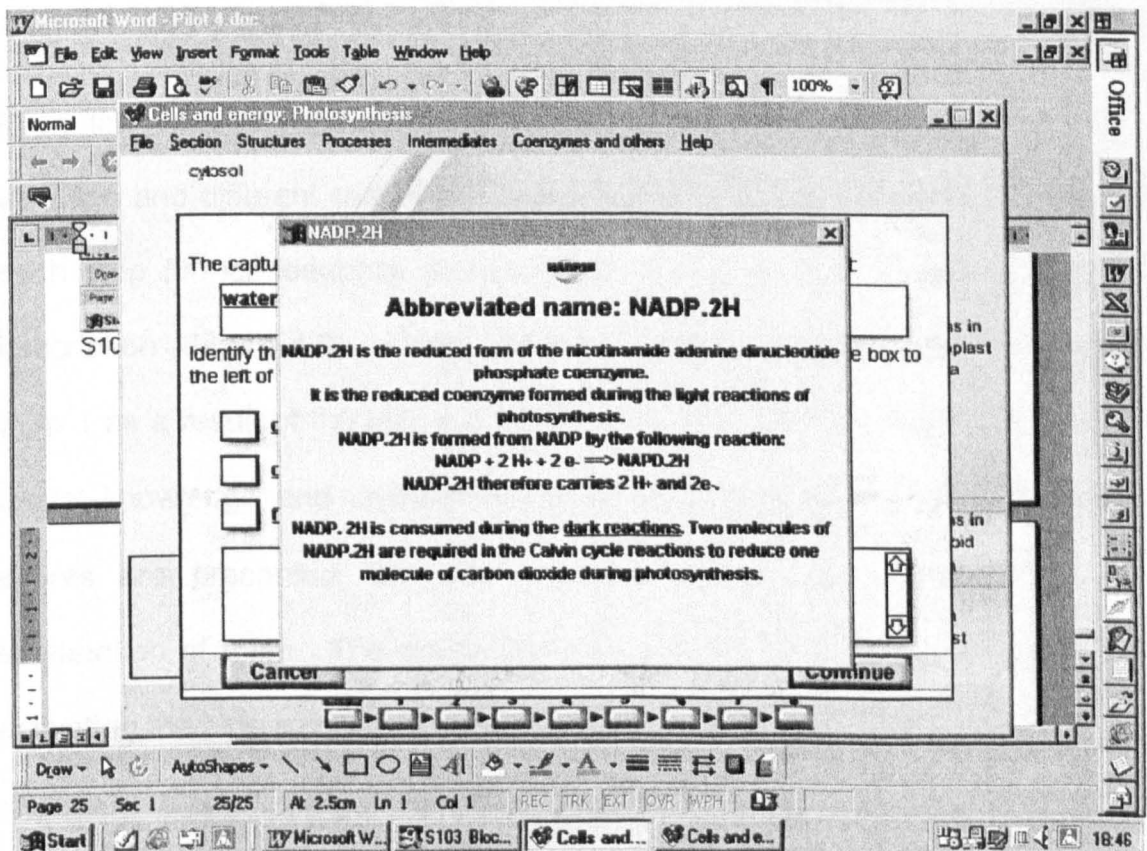 Microsoft Word - Pilot 4.doc
File Edit View Insert Format Tools Table Window Help
100%
Office
Normal
Cells and energy: Photosynthesis
File Section Structures Processes Intermediates Coenzymes and others Help
cytosol
NADP.2H
The captu
water
Abbreviated name: NADP.2H
Identify th
the left of
e box to
NADP.2H is the reduced form of the nicotinamide adenine dinucleotide
phosphate coenzyme.
It is the reduced coenzyme formed during the light reactions of
photosynthesis.
NADP.2H is formed from NADP by the following reaction:
NADP + 2 H+ + 2 e- ==> NAPD.2H
NADP.2H therefore carries 2 H+ and 2e-.
NADP. 2H is consumed during the dark reactions. Two molecules of
NADP.2H are required in the Calvin cycle reactions to reduce one
molecule of carbon dioxide during photosynthesis.
S10
s in
plast
a
s in
oid
st
Cancel
Continue
Draw AutoShapes
Page 25 Sec 1 25/25 At 2.5cm Ln 1 Col 1 REC TRK EXT OVR WPH
Start Microsoft W... S103 Bloc... Cells and... Cells and e... 18:46